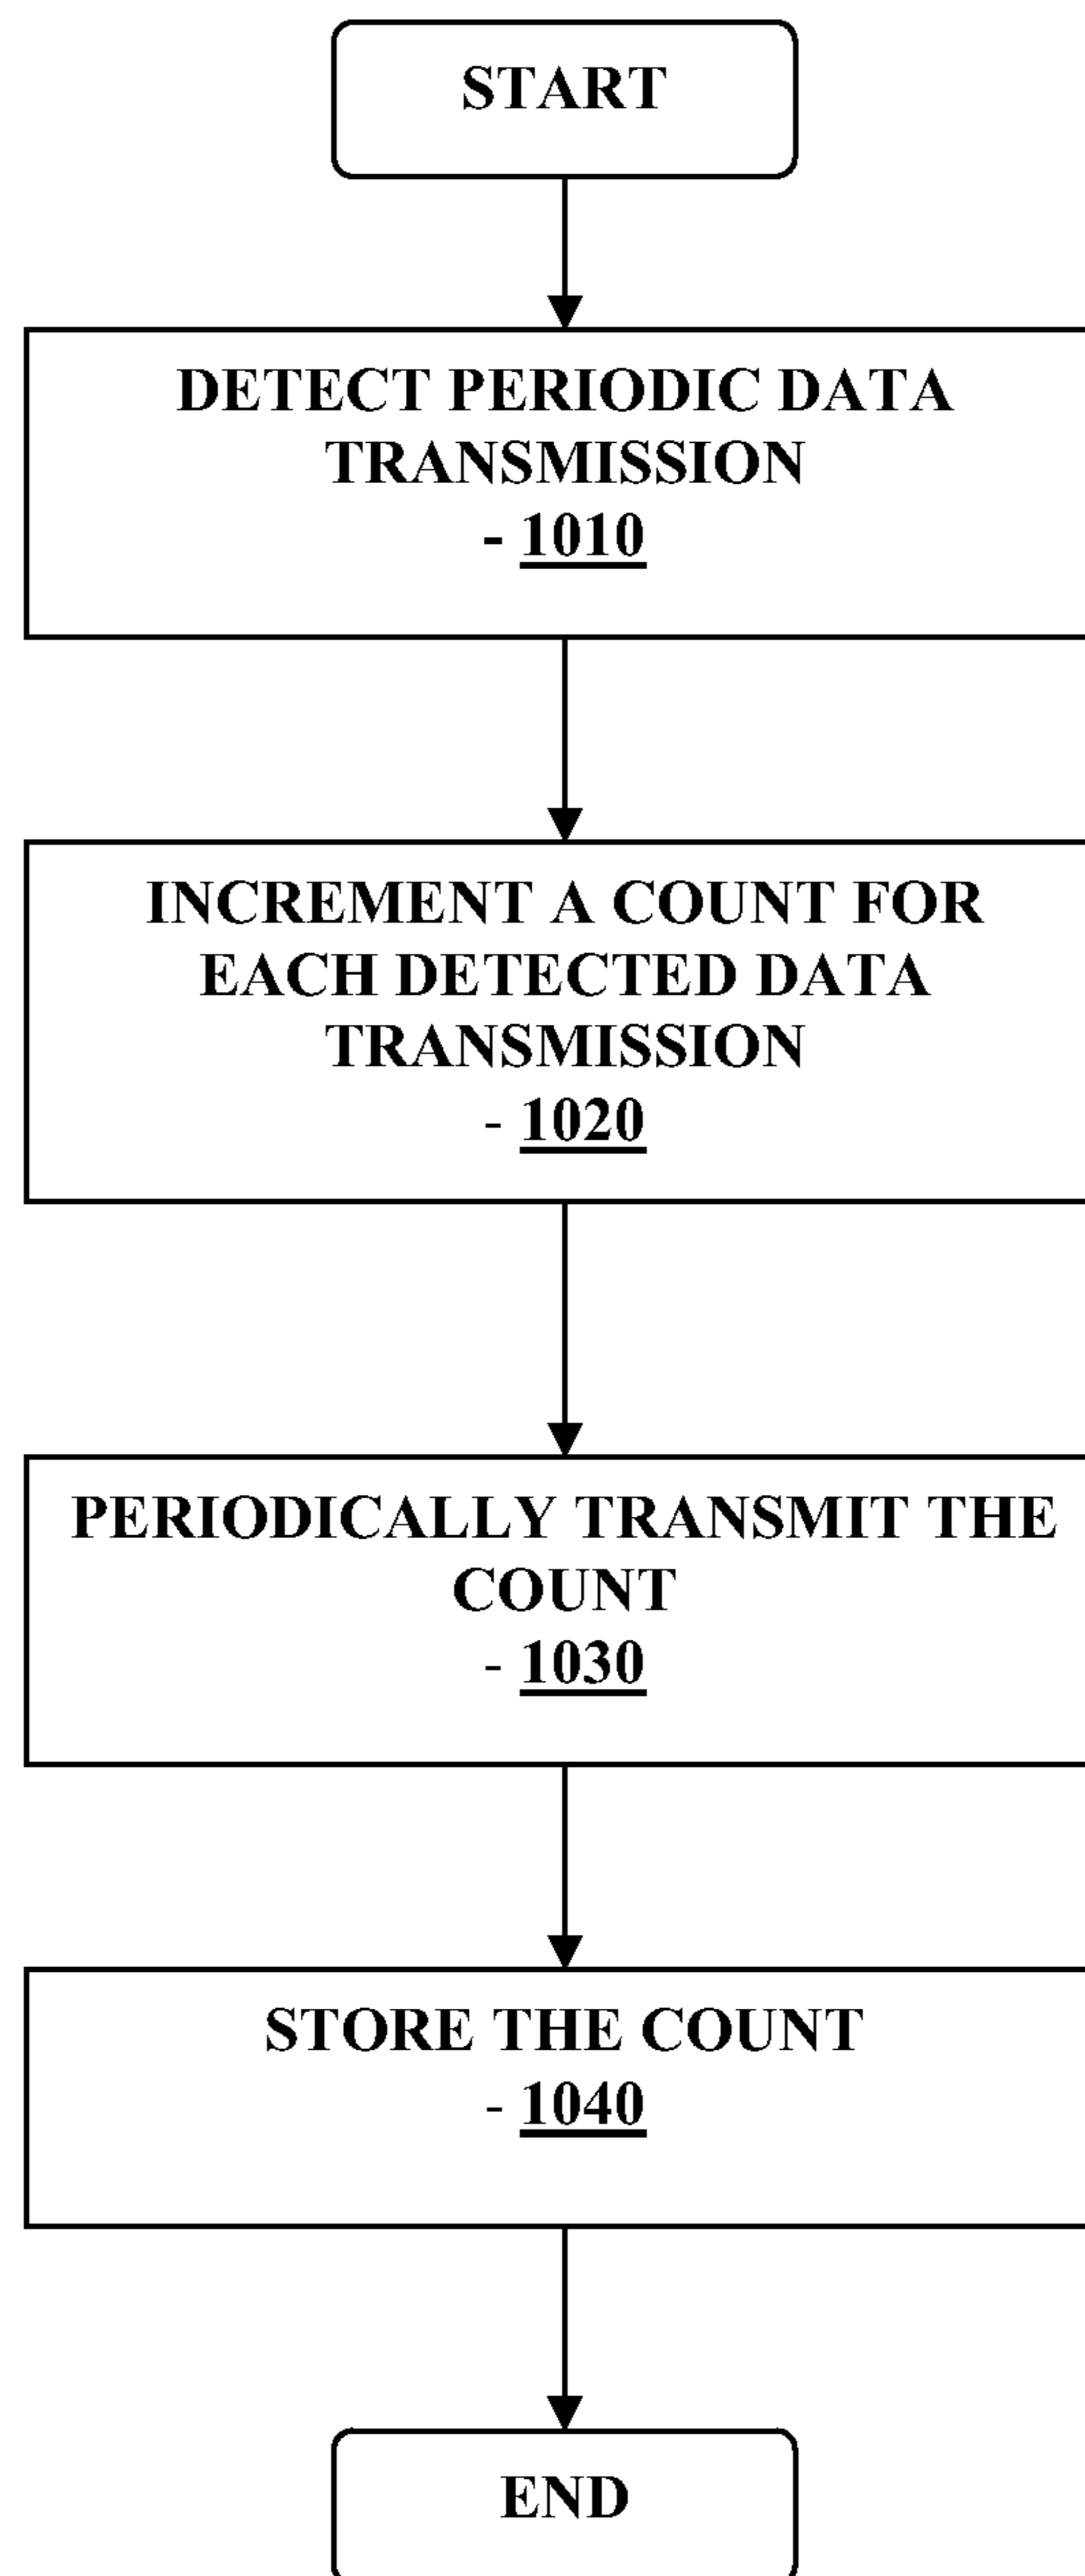 START
DETECT PERIODIC DATA
TRANSMISSION
- 1010
INCREMENT A COUNT FOR
EACH DETECTED DATA
TRANSMISSION
- 1020
PERIODICALLY TRANSMIT THE
COUNT
- 1030
STORE THE COUNT
- 1040
END